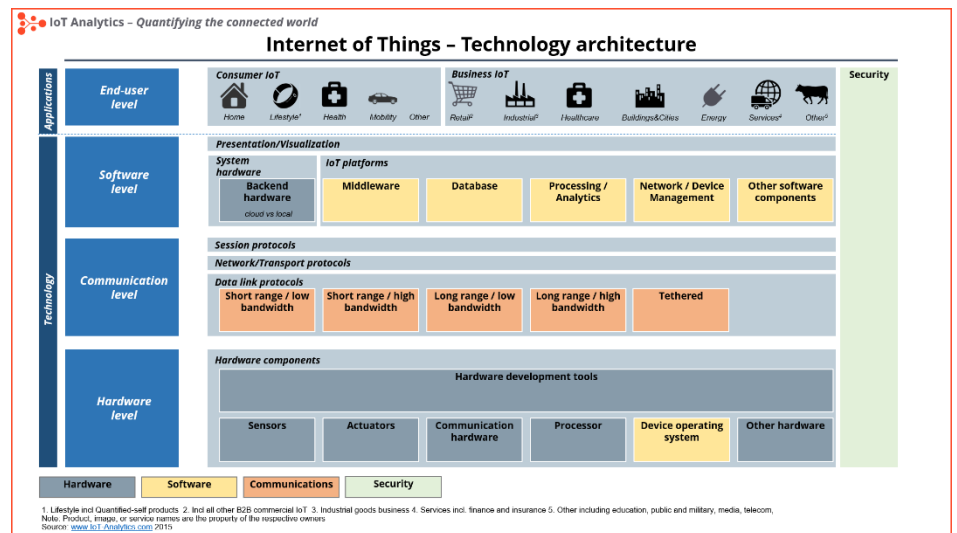 IoT Analytics – Quantifying the connected world
Internet of Things – Technology architecture
Applications
End-user
level
Consumer IoT
Home
Lifestyle1
Health
Mobility
Other
Business IoT
Retail2
Industrial3
Healthcare
Buildings&Cities
Energy
Services4
Other5
Security
Technology
Software
level
Presentation/Visualization
System
hardware
Backend
hardware
cloud vs local
IoT platforms
Middleware
Database
Processing /
Analytics
Network / Device
Management
Other software
components
Communication
level
Session protocols
Network/Transport protocols
Data link protocols
Short range / low
bandwidth
Short range / high
bandwidth
Long range / low
bandwidth
Long range / high
bandwidth
Tethered
Hardware
level
Hardware components
Hardware development tools
Sensors
Actuators
Communication
hardware
Processor
Device operating
system
Other hardware
Hardware
Software
Communications
Security
1. Lifestyle incl Quantified-self products 2. Incl all other B2B commercial IoT 3. Industrial goods business 4. Services incl. finance and insurance 5. Other including education, public and military, media, telecom,
Note. Product, image, or service names are the property of the respective owners
Source: www.IoT-Analytics.com 2015